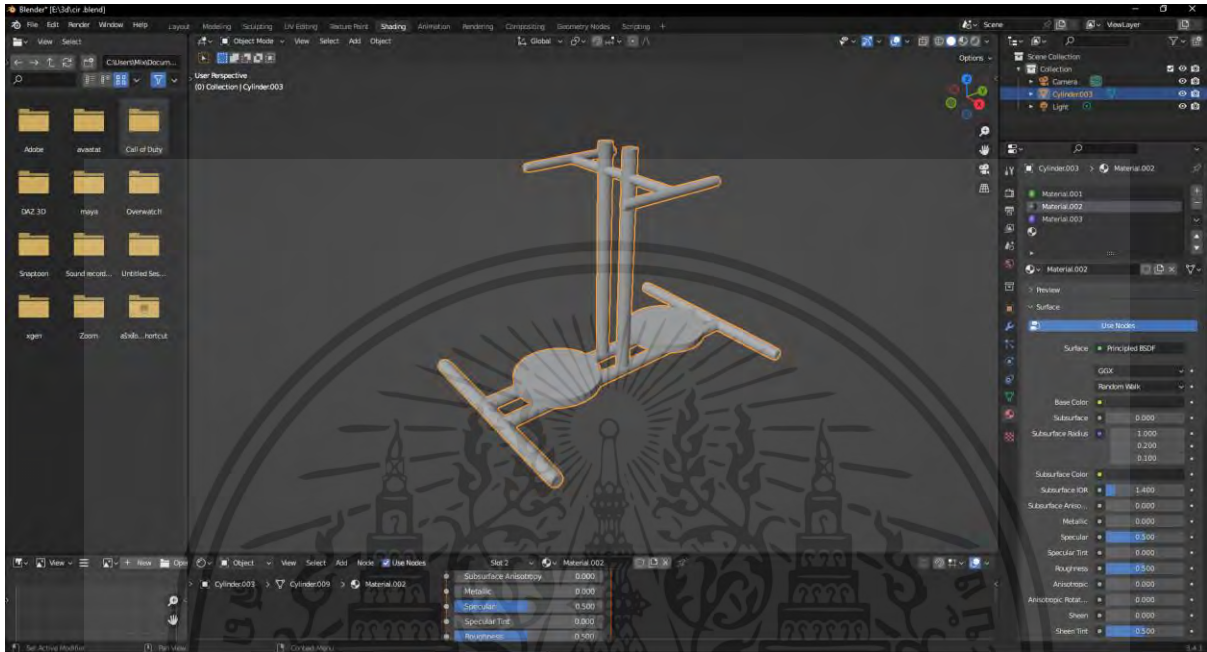 Blender* [E:\3d\cir .blend]
File Edit Render Window Help Layout Modeling Sculpting UV Editing Texture Paint Shading Animation Rendering Compositing Geometry Nodes Scripting + Scene ViewLayer
View Select Object Mode View Select Add Object Global
C:\Users\Mix\Docum...
Options
User Perspective
(0) Collection | Cylinder.003
Scene Collection
Collection
Camera
Cylinder.003
Light
Adobe avastat Call of Duty
DAZ 3D maya Overwatch
Snaptoon Sound record... Untitled Ses...
xgen Zoom
Cylinder.003 > Material.002
Material.001
Material.002
Material.003
Material.002
Preview
Surface
Use Nodes
Surface Principled BSDF
GGX
Random Walk
Base Color
Subsurface 0.000
Subsurface Radius 1.000
0.200
0.100
Subsurface Color
Subsurface IOR 1.400
Subsurface Aniso... 0.000
Metallic 0.000
Specular 0.500
Specular Tint 0.000
Roughness 0.500
Anisotropic 0.000
Anisotropic Rotat... 0.000
Sheen 0.000
Sheen Tint 0.500
View + New Open Object View Select Add Node Use Nodes Slot 2 Material.002
Cylinder.003 > Cylinder.009 > Material.002
Subsurface Anisotropy 0.000
Metallic 0.000
Specular 0.500
Specular Tint 0.000
Roughness 0.500
Set Active Modifier Pan View Context Menu 3.4.1